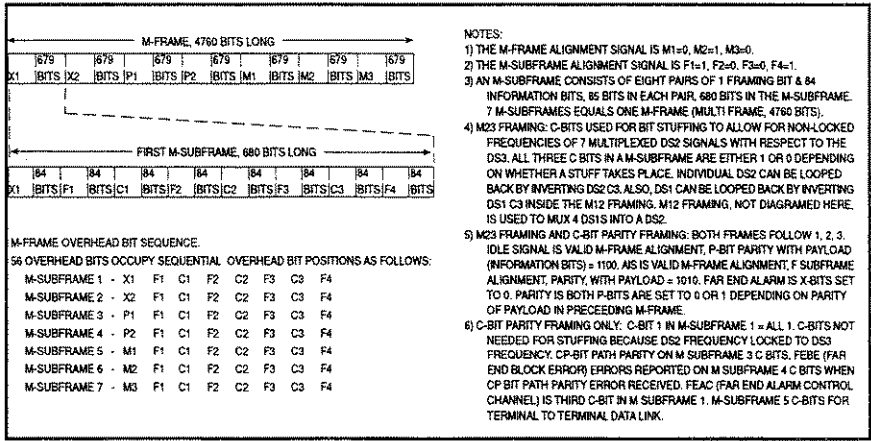 M-FRAME, 4760 BITS LONG
679 679 679 679 679 679 679
X1 BITS X2 BITS P1 BITS P2 BITS M1 BITS M2 BITS M3 BITS
FIRST M-SUBFRAME, 680 BITS LONG
84 84 84 84 84 84 84 84
X1 BITS F1 BITS C1 BITS F2 BITS C2 BITS F3 BITS C3 BITS F4 BITS
M-FRAME OVERHEAD BIT SEQUENCE.
56 OVERHEAD BITS OCCUPY SEQUENTIAL OVERHEAD BIT POSITIONS AS FOLLOWS:
M-SUBFRAME 1 - X1 F1 C1 F2 C2 F3 C3 F4
M-SUBFRAME 2 - X2 F1 C1 F2 C2 F3 C3 F4
M-SUBFRAME 3 - P1 F1 C1 F2 C2 F3 C3 F4
M-SUBFRAME 4 - P2 F1 C1 F2 C2 F3 C3 F4
M-SUBFRAME 5 - M1 F1 C1 F2 C2 F3 C3 F4
M-SUBFRAME 6 - M2 F1 C1 F2 C2 F3 C3 F4
M-SUBFRAME 7 - M3 F1 C1 F2 C2 F3 C3 F4
NOTES:
1) THE M-FRAME ALIGNMENT SIGNAL IS M1=0, M2=1, M3=0.
2) THE M-SUBFRAME ALIGNMENT SIGNAL IS F1=1, F2=0. F3=0, F4=1.
3) AN M-SUBFRAME CONSISTS OF EIGHT PAIRS OF 1 FRAMING BIT & 84
INFORMATION BITS, 85 BITS IN EACH PAIR, 680 BITS IN THE M-SUBFRAME.
7 M-SUBFRAMES EQUALS ONE M-FRAME (MULTI FRAME, 4760 BITS).
4) M23 FRAMING: C-BITS USED FOR BIT STUFFING TO ALLOW FOR NON-LOCKED
FREQUENCIES OF 7 MULTIPLEXED DS2 SIGNALS WITH RESPECT TO THE
DS3. ALL THREE C BITS IN A M-SUBFRAME ARE EITHER 1 OR 0 DEPENDING
ON WHETHER A STUFF TAKES PLACE. INDIVIDUAL DS2 CAN BE LOOPED
BACK BY INVERTING DS2 C3. ALSO, DS1 CAN BE LOOPED BACK BY INVERTING
DS1 C3 INSIDE THE M12 FRAMING. M12 FRAMING, NOT DIAGRAMED HERE,
IS USED TO MUX 4 DS1S INTO A DS2.
5) M23 FRAMING AND C-BIT PARITY FRAMING: BOTH FRAMES FOLLOW 1, 2, 3.
IDLE SIGNAL IS VALID M-FRAME ALIGNMENT, P-BIT PARITY WITH PAYLOAD
(INFORMATION BITS) = 1100. AIS IS VALID M-FRAME ALIGNMENT, F SUBFRAME
ALIGNMENT, PARITY, WITH PAYLOAD = 1010. FAR END ALARM IS X-BITS SET
TO 0. PARITY IS BOTH P-BITS ARE SET TO 0 OR 1 DEPENDING ON PARITY
OF PAYLOAD IN PRECEEDING M-FRAME.
6) C-BIT PARITY FRAMING ONLY: C-BIT 1 IN M-SUBFRAME 1 = ALL 1. C-BITS NOT
NEEDED FOR STUFFING BECAUSE DS2 FREQUENCY LOCKED TO DS3
FREQUENCY. CP-BIT PATH PARITY ON M SUBFRAME 3 C BITS. FEBE (FAR
END BLOCK ERROR) ERRORS REPORTED ON M SUBFRAME 4 C BITS WHEN
CP BIT PATH PARITY ERROR RECEIVED. FEAC (FAR END ALARM CONTROL
CHANNEL) IS THIRD C-BIT IN M SUBFRAME 1. M-SUBFRAME 5 C-BITS FOR
TERMINAL TO TERMINAL DATA LINK.